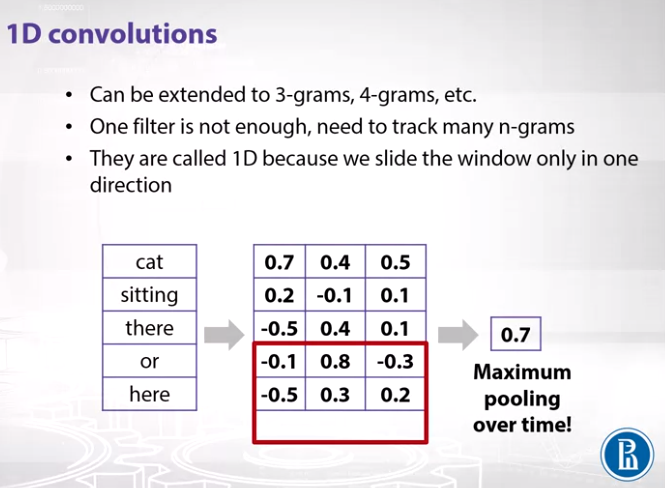 1D convolutions
• Can be extended to 3-grams, 4-grams, etc.
• One filter is not enough, need to track many n-grams
• They are called 1D because we slide the window only in one
direction
cat 0.7 0.4 0.5
sitting 0.2 -0.1 0.1
there -0.5 0.4 0.1
or -0.1 0.8 -0.3
here -0.5 0.3 0.2
0.7
Maximum
pooling
over time!